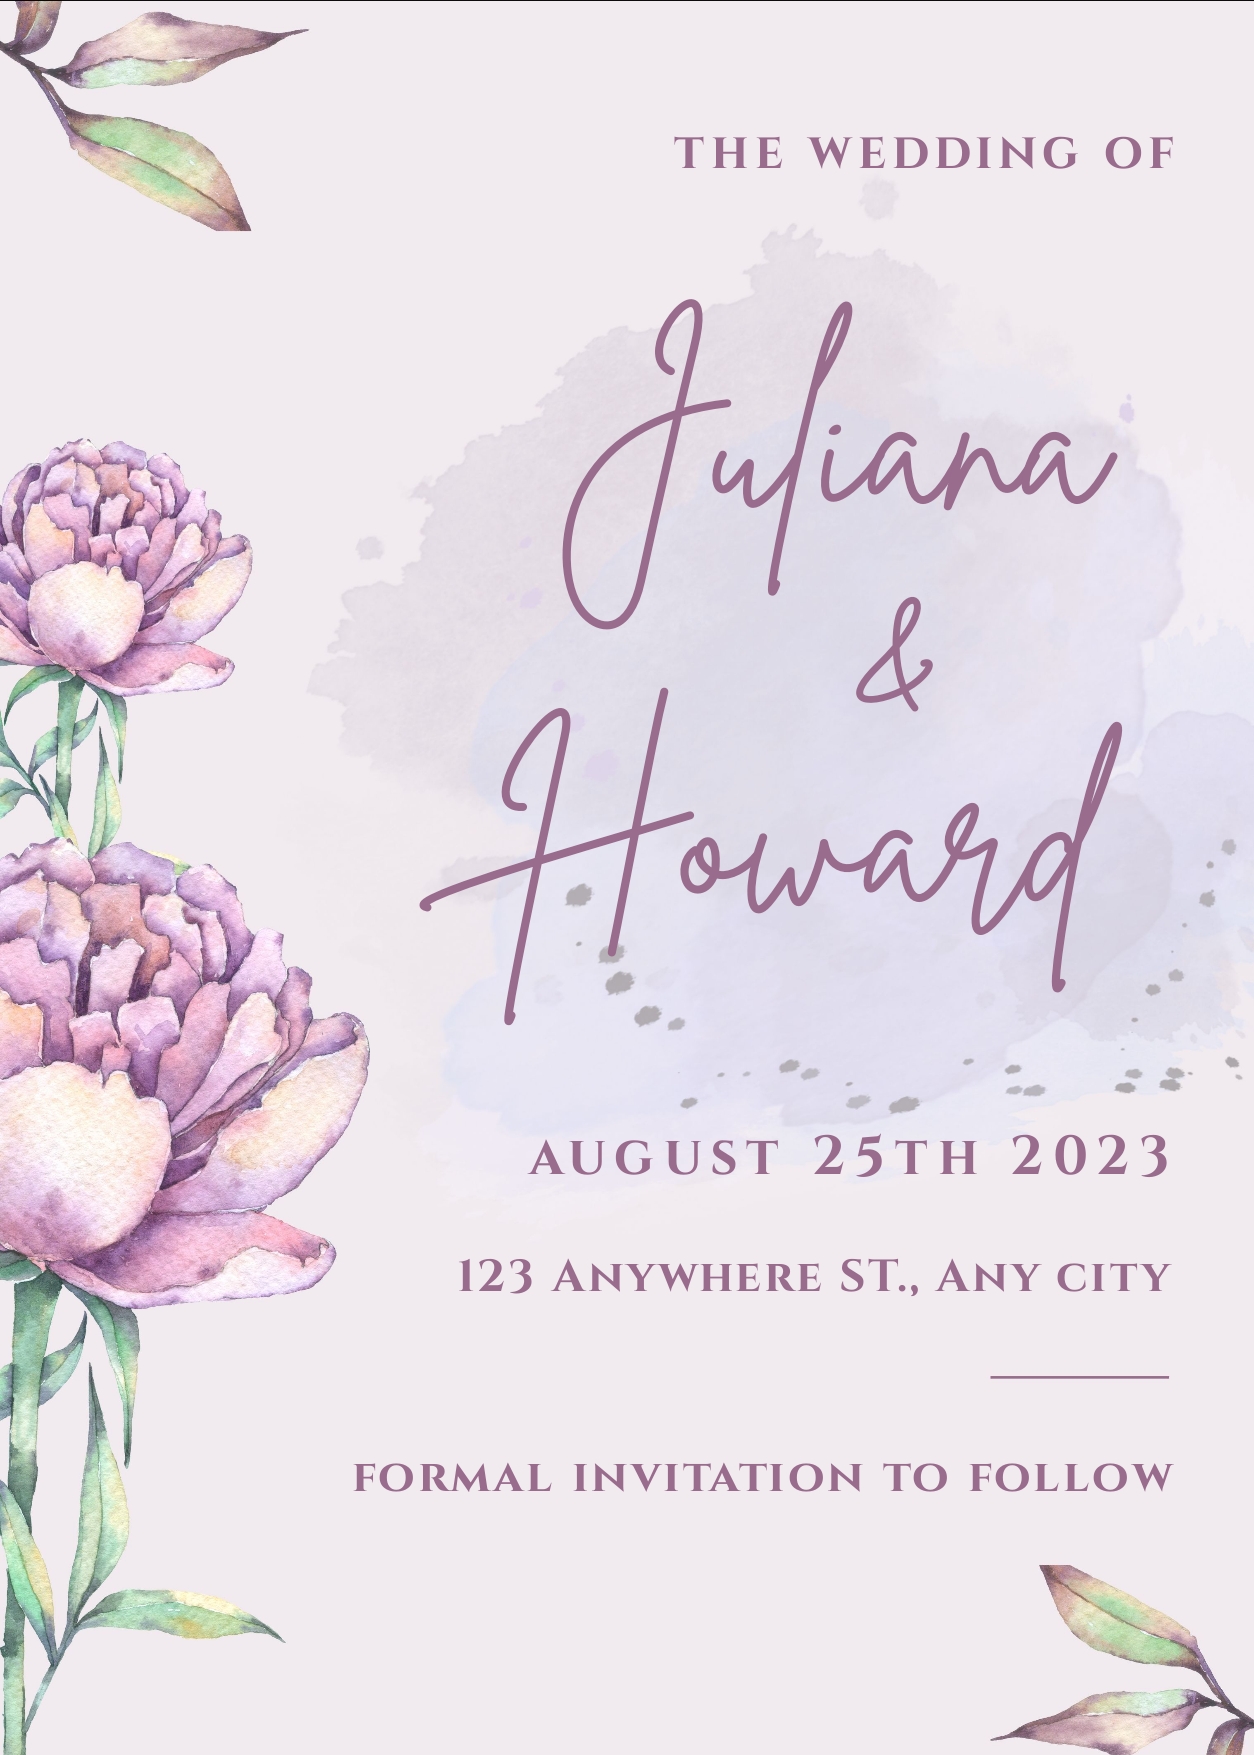 THE WEDDING OF
Juliana
&
Howard
AUGUST 25TH 2023
123 ANYWHERE ST., ANY CITY
FORMAL INVITATION TO FOLLOW